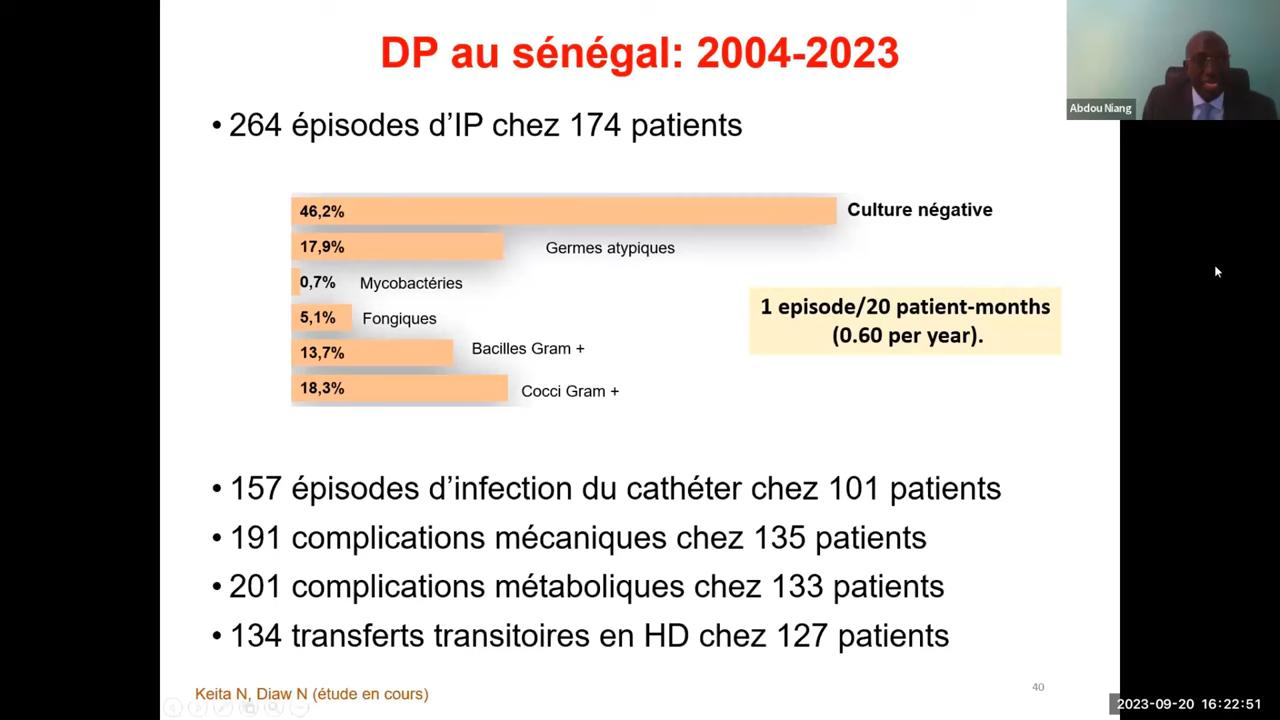 DP au sénégal: 2004-2023
Abdou Niang
• 264 épisodes d’IP chez 174 patients
46,2% Culture négative
17,9% Germes atypiques
0,7% Mycobactéries
5,1% Fongiques
13,7% Bacilles Gram +
18,3% Cocci Gram +
1 episode/20 patient-months
(0.60 per year).
• 157 épisodes d’infection du cathéter chez 101 patients
• 191 complications mécaniques chez 135 patients
• 201 complications métaboliques chez 133 patients
• 134 transferts transitoires en HD chez 127 patients
Keita N, Diaw N (étude en cours)
40
2023-09-20 16:22:51